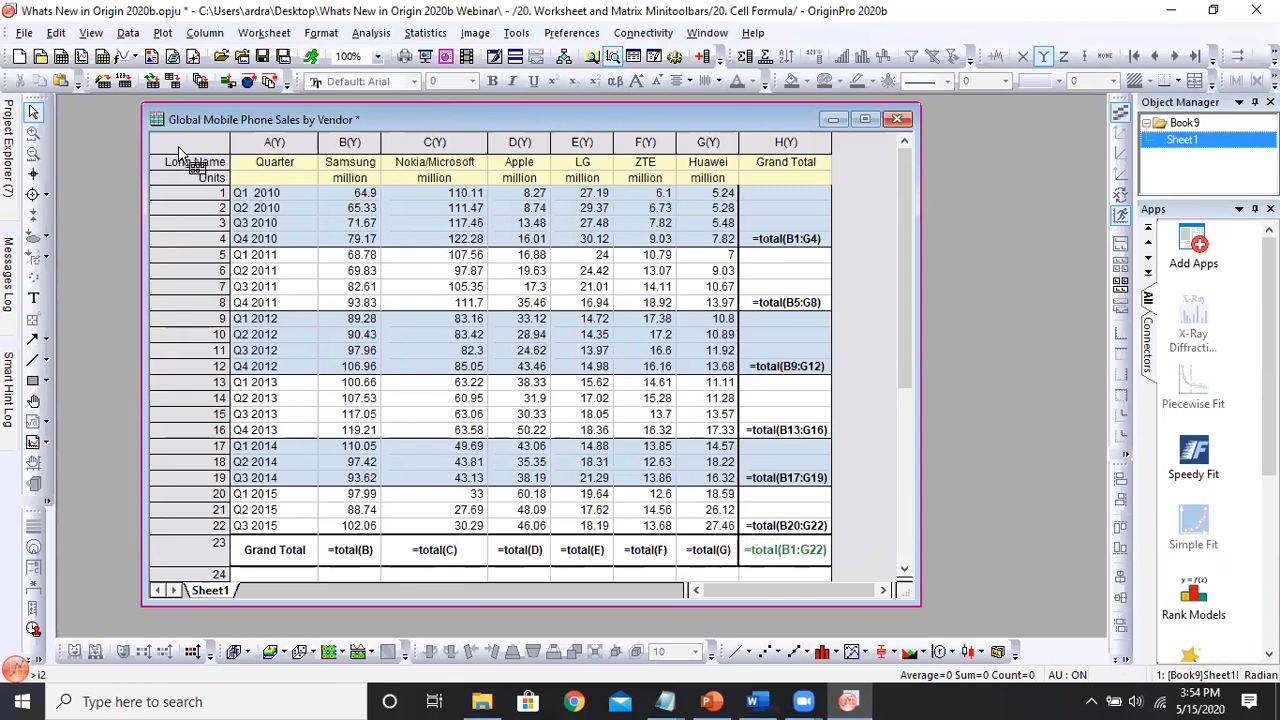 Whats New in Origin 2020b.opju * - C:\Users\ardra\Desktop\Whats New in Origin 2020b Webinar\ - /20. Worksheet and Matrix Minitoolbars/20. Cell Formula/ - OriginPro 2020b
File Edit View Data Plot Column Worksheet Format Analysis Statistics Image Tools Preferences Connectivity Window Help
100% Y Z
Default: Arial 0 B I U αβ A A 0 0 0
Project Explorer (7)
Messages Log
Smart Hint Log
Global Mobile Phone Sales by Vendor *
A(Y) B(Y) C(Y) D(Y) E(Y) F(Y) G(Y) H(Y)
Long Name Quarter Samsung Nokia/Microsoft Apple LG ZTE Huawei Grand Total
Units million million million million million million
1 Q1 2010 64.9 110.11 8.27 27.19 6.1 5.24
2 Q2 2010 65.33 111.47 8.74 29.37 6.73 5.28
3 Q3 2010 71.67 117.46 13.48 27.48 7.82 5.48
4 Q4 2010 79.17 122.28 16.01 30.12 9.03 7.82 =total(B1:G4)
5 Q1 2011 68.78 107.56 16.88 24 10.79 7
6 Q2 2011 69.83 97.87 19.63 24.42 13.07 9.03
7 Q3 2011 82.61 105.35 17.3 21.01 14.11 10.67
8 Q4 2011 93.83 111.7 35.46 16.94 18.92 13.97 =total(B5:G8)
9 Q1 2012 89.28 83.16 33.12 14.72 17.38 10.8
10 Q2 2012 90.43 83.42 28.94 14.35 17.2 10.89
11 Q3 2012 97.96 82.3 24.62 13.97 16.6 11.92
12 Q4 2012 106.96 85.05 43.46 14.98 16.16 13.68 =total(B9:G12)
13 Q1 2013 100.66 63.22 38.33 15.62 14.61 11.11
14 Q2 2013 107.53 60.95 31.9 17.02 15.28 11.28
15 Q3 2013 117.05 63.06 30.33 18.05 13.7 13.57
16 Q4 2013 119.21 63.58 50.22 18.36 16.32 17.33 =total(B13:G16)
17 Q1 2014 110.05 49.69 43.06 14.88 13.85 14.57
18 Q2 2014 97.42 43.81 35.35 18.31 12.63 18.22
19 Q3 2014 93.62 43.13 38.19 21.29 13.86 16.32 =total(B17:G19)
20 Q1 2015 97.99 33 60.18 19.64 12.6 18.59
21 Q2 2015 88.74 27.69 48.09 17.62 14.56 26.12
22 Q3 2015 102.06 30.29 46.06 18.19 13.68 27.46 =total(B20:G22)
23 Grand Total =total(B) =total(C) =total(D) =total(E) =total(F) =total(G) =total(B1:G22)
24
Sheet1
Object Manager
Book9
Sheet1
Apps
All
Connectors
Add Apps
X-Ray
Diffracti...
Piecewise Fit
Speedy Fit
Simple Fit
y = f(x)
Rank Models
10
>i2
Average=0 Sum=0 Count=0 AU : ON 1: [Book9]Sheet1! Radian
Type here to search
3:54 PM
5/15/2020